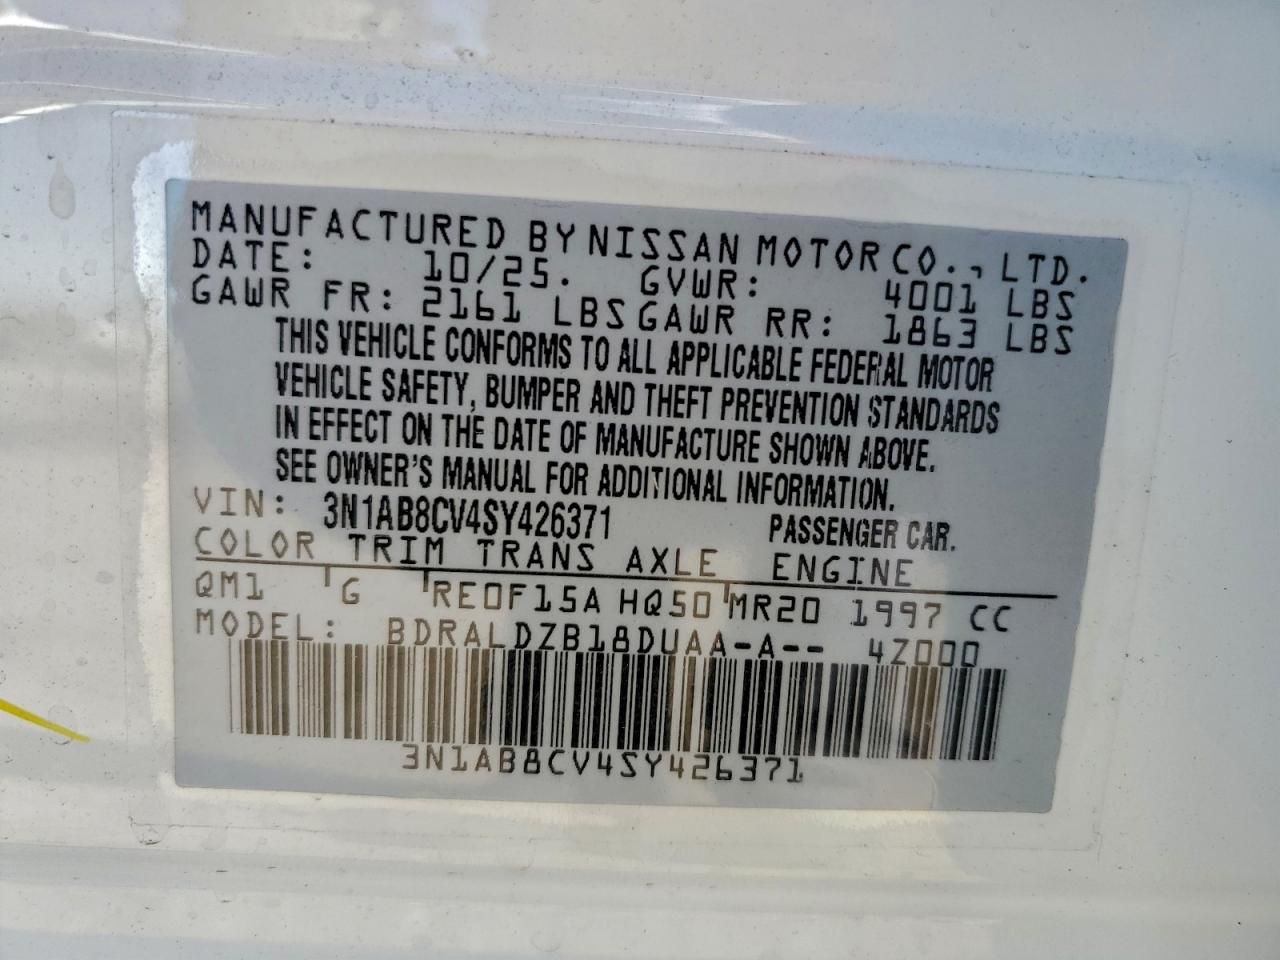 MANUFACTURED BY NISSAN MOTOR CO., LTD.
DATE: 10/25. GVWR: 4001 LBS
GAWR FR: 2161 LBS GAWR RR: 1863 LBS
THIS VEHICLE CONFORMS TO ALL APPLICABLE FEDERAL MOTOR
VEHICLE SAFETY, BUMPER AND THEFT PREVENTION STANDARDS
IN EFFECT ON THE DATE OF MANUFACTURE SHOWN ABOVE.
SEE OWNER'S MANUAL FOR ADDITIONAL INFORMATION.
VIN: 3N1AB8CV4SY426371 PASSENGER CAR.
COLOR TRIM TRANS AXLE ENGINE
QM1 G RE0F15A HQ50 MR20 1997 CC
MODEL: BDRALDZB18DUAA-A-- 4Z000
3N1AB8CV4SY426371